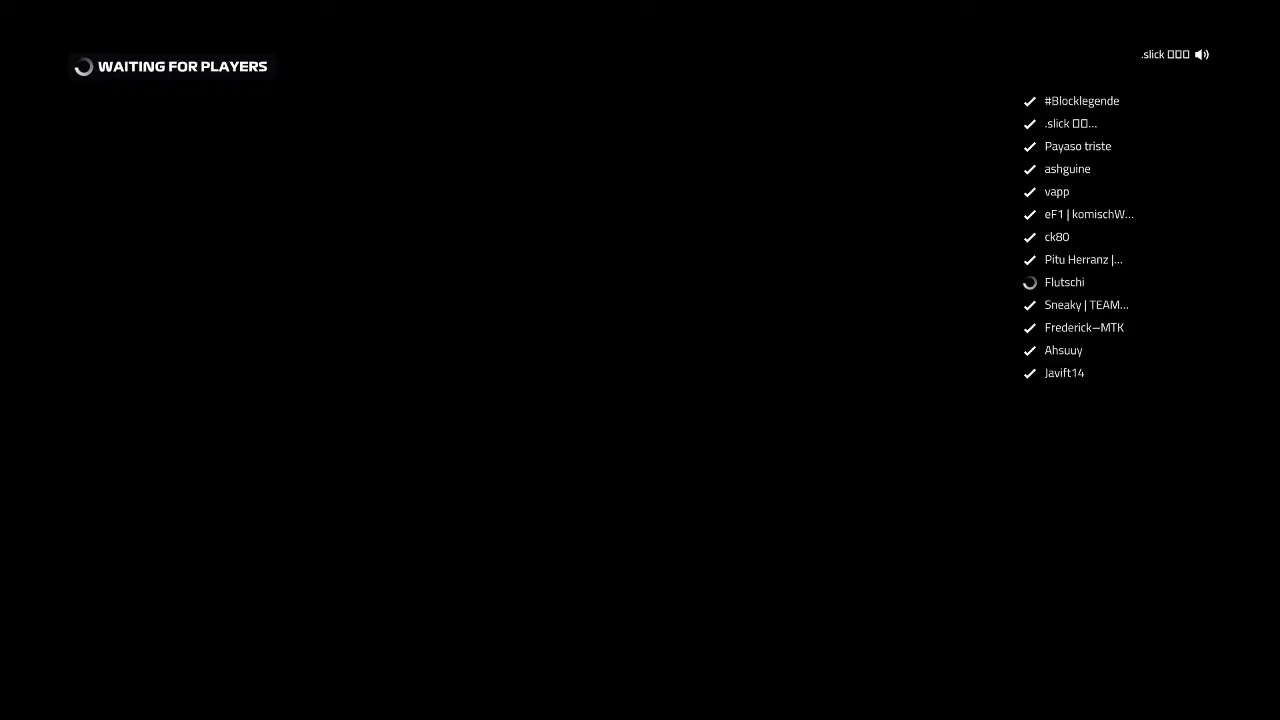 WAITING FOR PLAYERS
.slick □□□
#Blocklegende
.slick □□...
Payaso triste
ashguine
vapp
eF1 | komischW...
ck80
Pitu Herranz |...
Flutschi
Sneaky | TEAM...
Frederick—MTK
Ahsuuy
Javift14